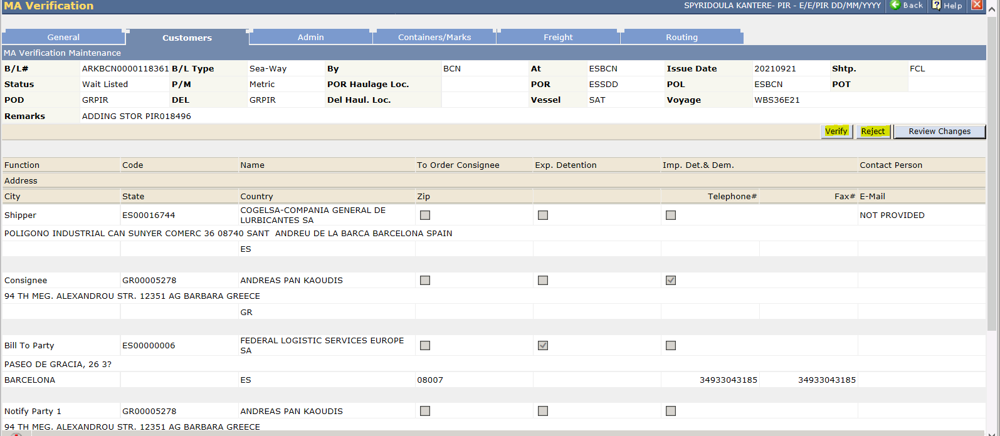 MA Verification SPYRIDOULA KANTERE- PIR - E/E/PIR DD/MM/YYYY Back Help
General Customers Admin Containers/Marks Freight Routing
MA Verification Maintenance
B/L# ARKBCN0000118361 B/L Type Sea-Way By BCN At ESBCN Issue Date 20210921 Shtp. FCL
Status Wait Listed P/M Metric POR Haulage Loc. POR ESSDD POL ESBCN POT
POD GRPIR DEL GRPIR Del Haul. Loc. Vessel SAT Voyage WBS36E21
Remarks ADDING STOR PIR018496
Verify Reject Review Changes
Function Code Name To Order Consignee Exp. Detention Imp. Det.& Dem. Contact Person
Address
City State Country Zip Telephone# Fax# E-Mail
Shipper ES00016744 COGELSA-COMPANIA GENERAL DE
LURBICANTES SA NOT PROVIDED
POLIGONO INDUSTRIAL CAN SUNYER COMERC 36 08740 SANT ANDREU DE LA BARCA BARCELONA SPAIN
ES
Consignee GR00005278 ANDREAS PAN KAOUDIS
94 TH MEG. ALEXANDROU STR. 12351 AG BARBARA GREECE
GR
Bill To Party ES00000006 FEDERAL LOGISTIC SERVICES EUROPE
SA
PASEO DE GRACIA, 26 3?
BARCELONA ES 08007 34933043185 34933043185
Notify Party 1 GR00005278 ANDREAS PAN KAOUDIS
94 TH MEG. ALEXANDROU STR. 12351 AG BARBARA GREECE